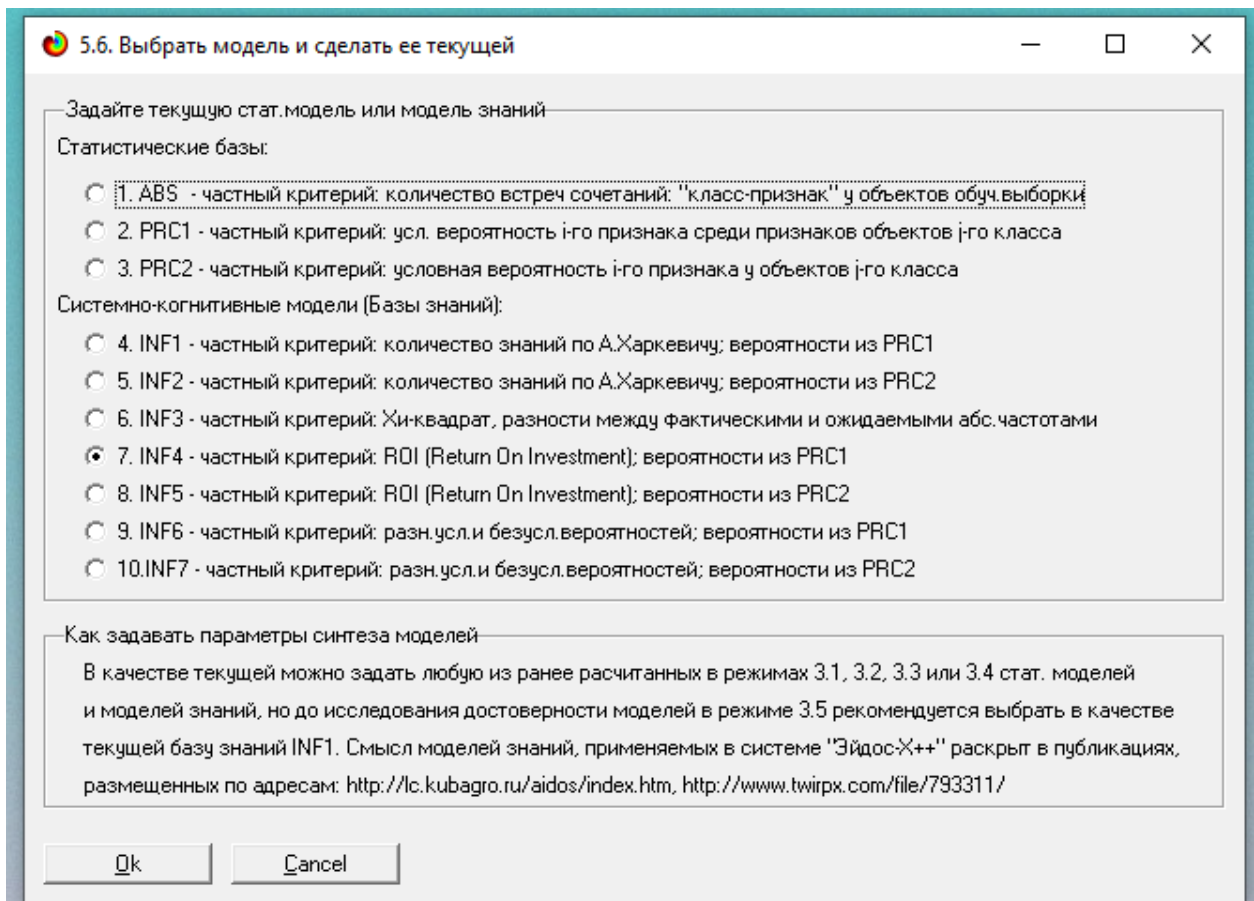 5.6. Выбрать модель и сделать ее текущей
Задайте текущую стат.модель или модель знаний
Статистические базы:
1. ABS - частный критерий: количество встреч сочетаний: "класс-признак" у объектов обуч.выборки
2. PRC1 - частный критерий: усл. вероятность i-го признака среди признаков объектов j-го класса
3. PRC2 - частный критерий: условная вероятность i-го признака у объектов j-го класса
Системно-когнитивные модели (Базы знаний):
4. INF1 - частный критерий: количество знаний по А.Харкевичу; вероятности из PRC1
5. INF2 - частный критерий: количество знаний по А.Харкевичу; вероятности из PRC2
6. INF3 - частный критерий: Хи-квадрат, разности между фактическими и ожидаемыми абс.частотами
7. INF4 - частный критерий: ROI (Return On Investment); вероятности из PRC1
8. INF5 - частный критерий: ROI (Return On Investment); вероятности из PRC2
9. INF6 - частный критерий: разн.усл.и безусл.вероятностей; вероятности из PRC1
10.INF7 - частный критерий: разн.усл.и безусл.вероятностей; вероятности из PRC2
Как задавать параметры синтеза моделей
В качестве текущей можно задать любую из ранее расчитанных в режимах 3.1, 3.2, 3.3 или 3.4 стат. моделей
и моделей знаний, но до исследования достоверности моделей в режиме 3.5 рекомендуется выбрать в качестве
текущей базу знаний INF1. Смысл моделей знаний, применяемых в системе "Эйдос-X++" раскрыт в публикациях,
размещенных по адресам: http://lc.kubagro.ru/aidos/index.htm, http://www.twirpx.com/file/793311/
Ok Cancel